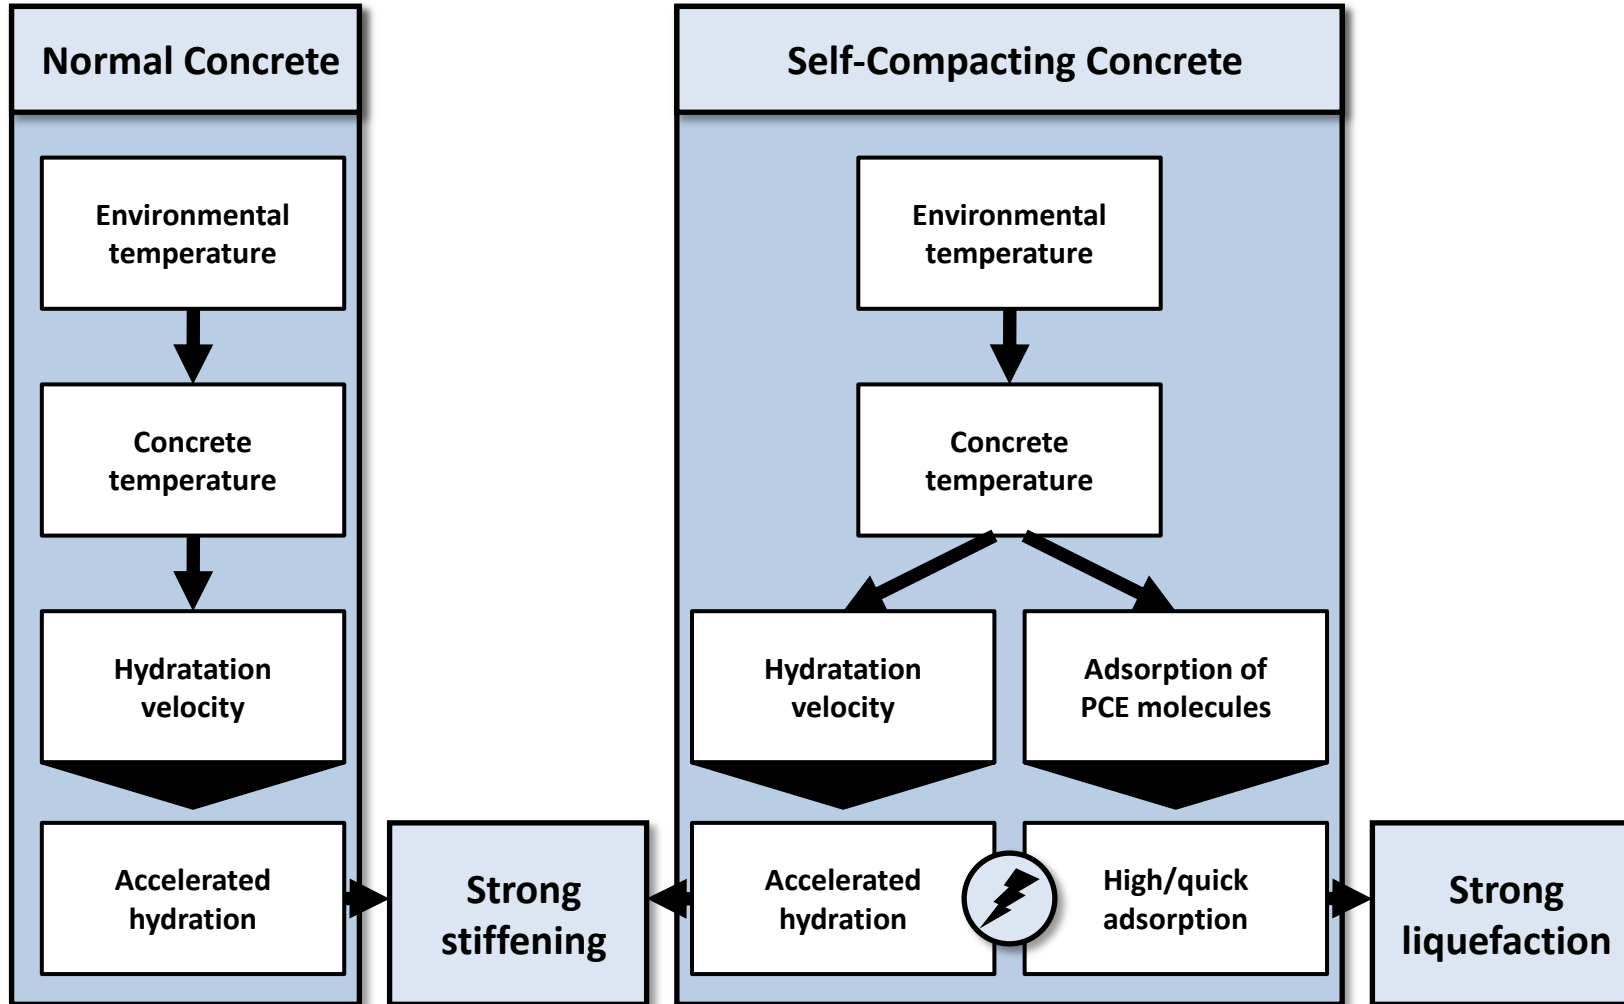 Normal Concrete
Environmental
temperature
Concrete
temperature
Hydratation
velocity
Accelerated
hydration
Strong
stiffening
Self-Compacting Concrete
Environmental
temperature
Concrete
temperature
Hydratation
velocity
Adsorption of
PCE molecules
Accelerated
hydration
High/quick
adsorption
Strong
liquefaction